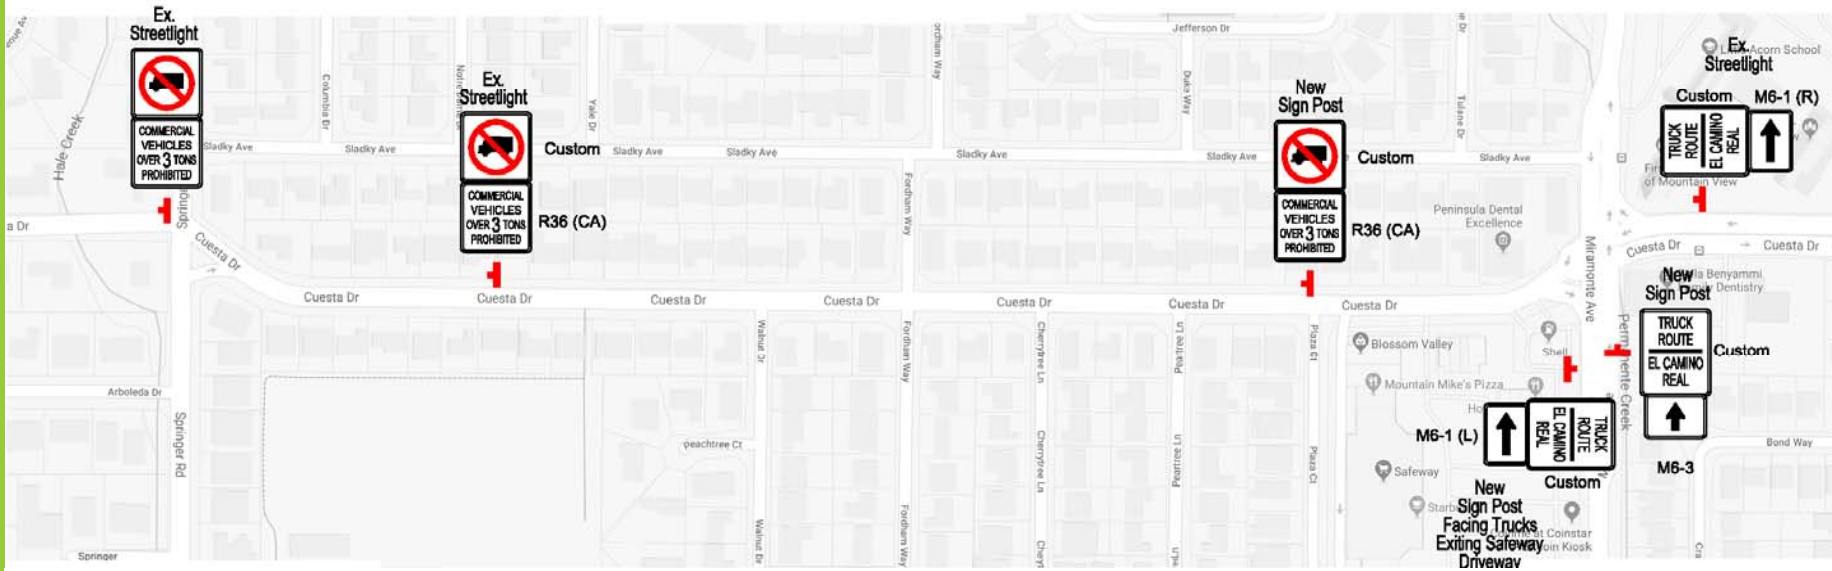 Ex.
Streetlight
COMMERCIAL
VEHICLES
OVER 3 TONS
PROHIBITED
Hale Creek
Columbia Dr
Ex.
Streetlight
Custom
COMMERCIAL
VEHICLES
OVER 3 TONS
PROHIBITED
R36 (CA)
Yale Dr
Sladky Ave
Sladky Ave
Sladky Ave
Sladky Ave
Sladky Ave
Sladky Ave
Sladky Ave
Fordham Way
Jefferson Dr
Duke Way
Tulane Dr
New
Sign Post
Custom
COMMERCIAL
VEHICLES
OVER 3 TONS
PROHIBITED
R36 (CA)
Peninsula Dental
Excellence
Ex.
Streetlight
Acorn School
Custom
M6-1 (R)
TRUCK
ROUTE
EL CAMINO
REAL
of Mountain View
Cuesta Dr
Cuesta Dr
Cuesta Dr
Cuesta Dr
Cuesta Dr
Cuesta Dr
Cuesta Dr
Cuesta Dr
Cuesta Dr
Cuesta Dr
Miramonte Ave
New
Sign Post
Benyammi
Dentistry
TRUCK
ROUTE
EL CAMINO
REAL
Custom
M6-3
Bond Way
Arboleda Dr
Springer Rd
Springer
Walnut Dr
Walnut Dr
Peachtree Ct
Fordham Way
Fordham Way
Cherrytree Ln
Cherrytree Ln
Peartree Ln
Peartree Ln
Plaza Ct
Plaza Ct
Blossom Valley
Mountain Mike's Pizza
Shell
Safeway
M6-1 (L)
TRUCK
ROUTE
EL CAMINO
REAL
Custom
New
Sign Post
Facing Trucks
Exiting Safeway
Driveway
at Coinstar
Kiosk